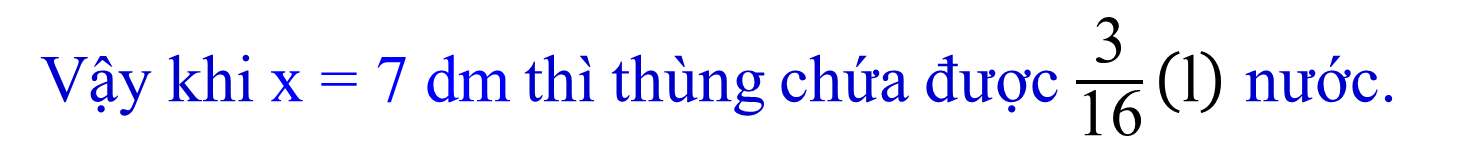 Vậy khi x = 7 dm thì thùng chứa được 3/16 (l) nước.